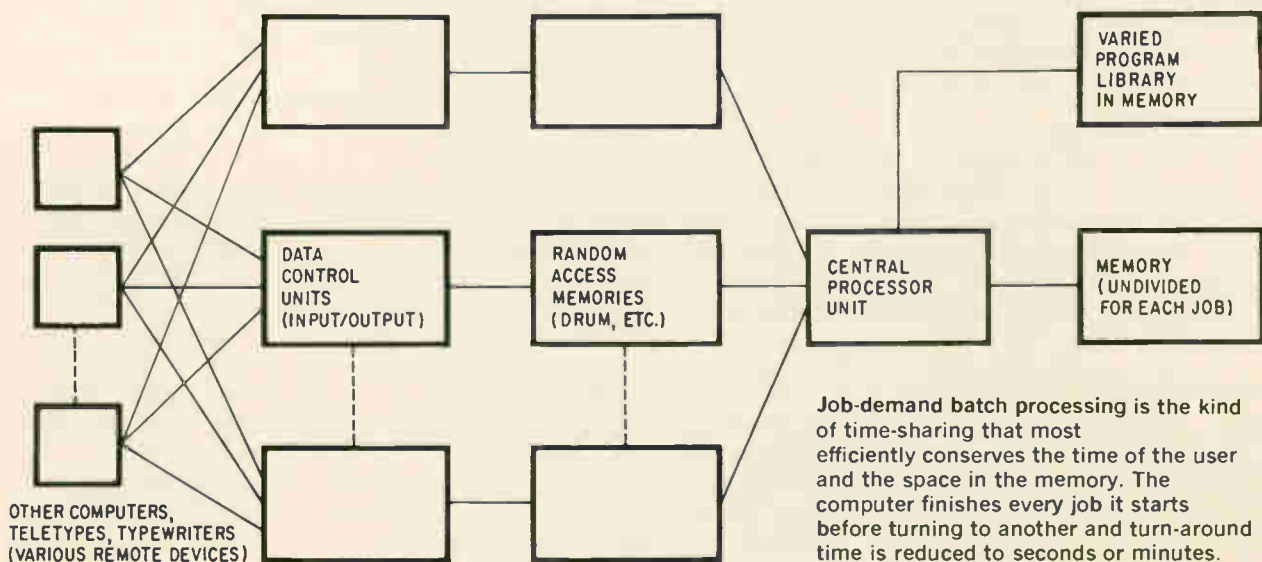 VARIED
PROGRAM
LIBRARY
IN MEMORY
DATA
CONTROL
UNITS
(INPUT/OUTPUT)
RANDOM
ACCESS
MEMORIES
(DRUM, ETC.)
CENTRAL
PROCESSOR
UNIT
MEMORY
(UNDIVIDED
FOR EACH JOB)
OTHER COMPUTERS,
TELETYPES, TYPEWRITERS
(VARIOUS REMOTE DEVICES)
Job-demand batch processing is the kind
of time-sharing that most
efficiently conserves the time of the user
and the space in the memory. The
computer finishes every job it starts
before turning to another and turn-around
time is reduced to seconds or minutes.